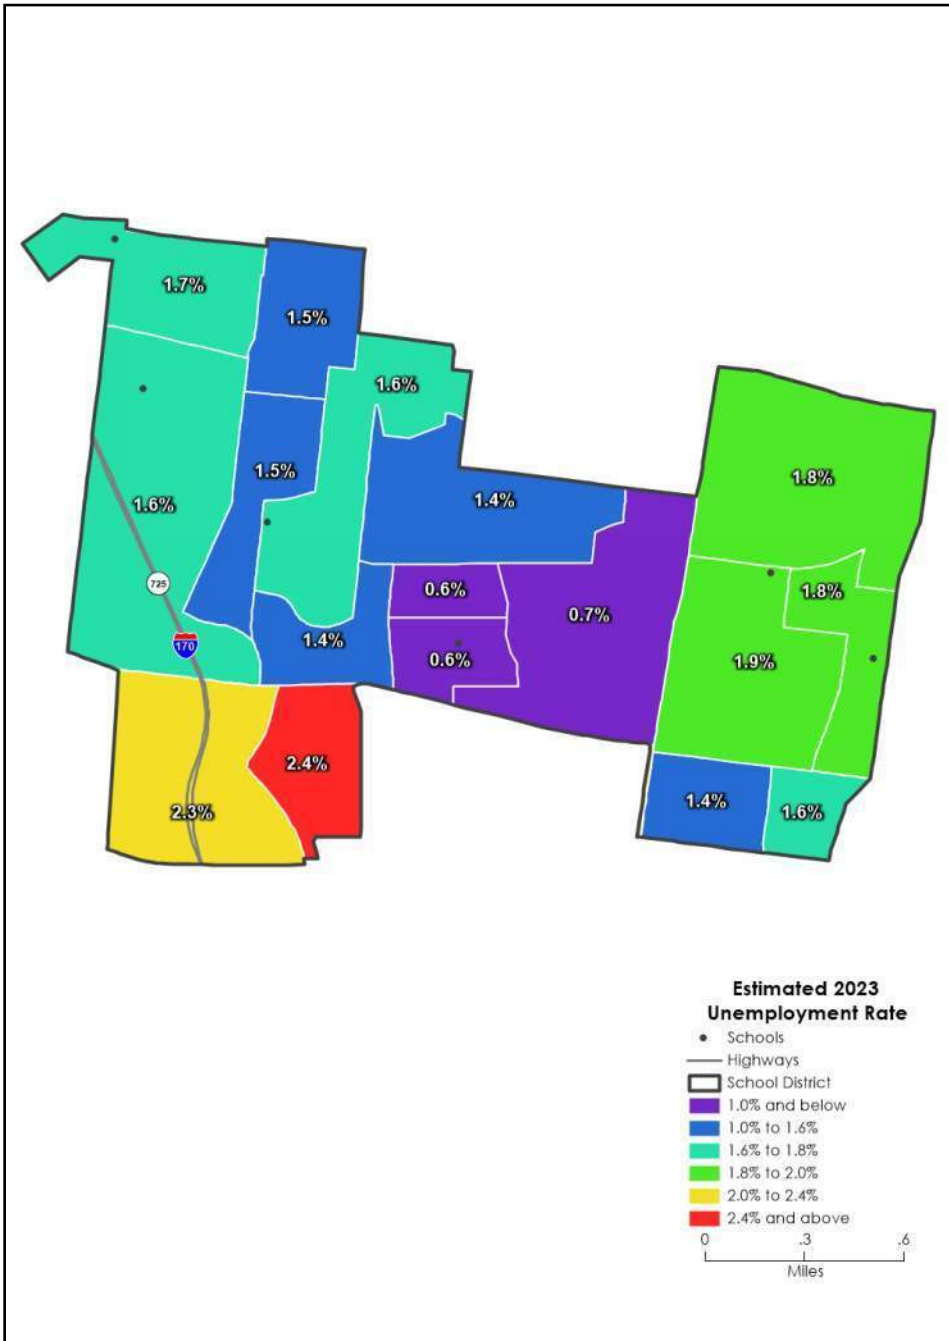 1.7%
1.5%
1.6%
1.5%
1.4%
1.6%
1.8%
725
0.6%
1.8%
0.7%
170
1.4%
0.6%
1.9%
2.4%
2.3%
1.4%
1.6%
Estimated 2023
Unemployment Rate
Schools
Highways
School District
1.0% and below
1.0% to 1.6%
1.6% to 1.8%
1.8% to 2.0%
2.0% to 2.4%
2.4% and above
0 .3 .6
Miles